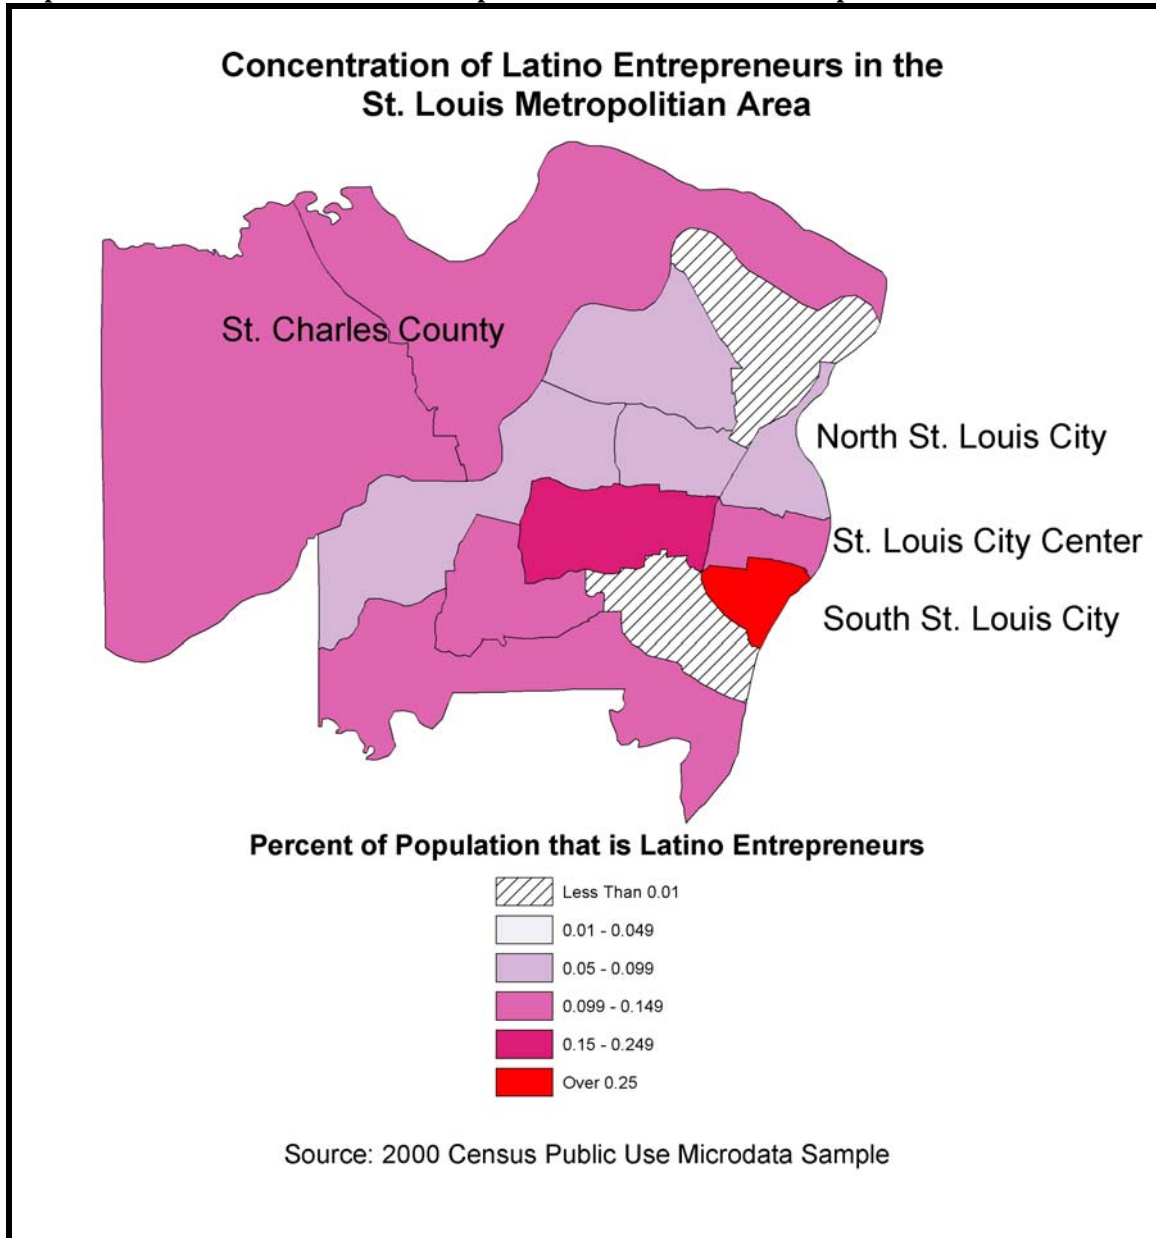 Concentration of Latino Entrepreneurs in the
St. Louis Metropolitian Area
St. Charles County
North St. Louis City
St. Louis City Center
South St. Louis City
Percent of Population that is Latino Entrepreneurs
Less Than 0.01
0.01 - 0.049
0.05 - 0.099
0.099 - 0.149
0.15 - 0.249
Over 0.25
Source: 2000 Census Public Use Microdata Sample